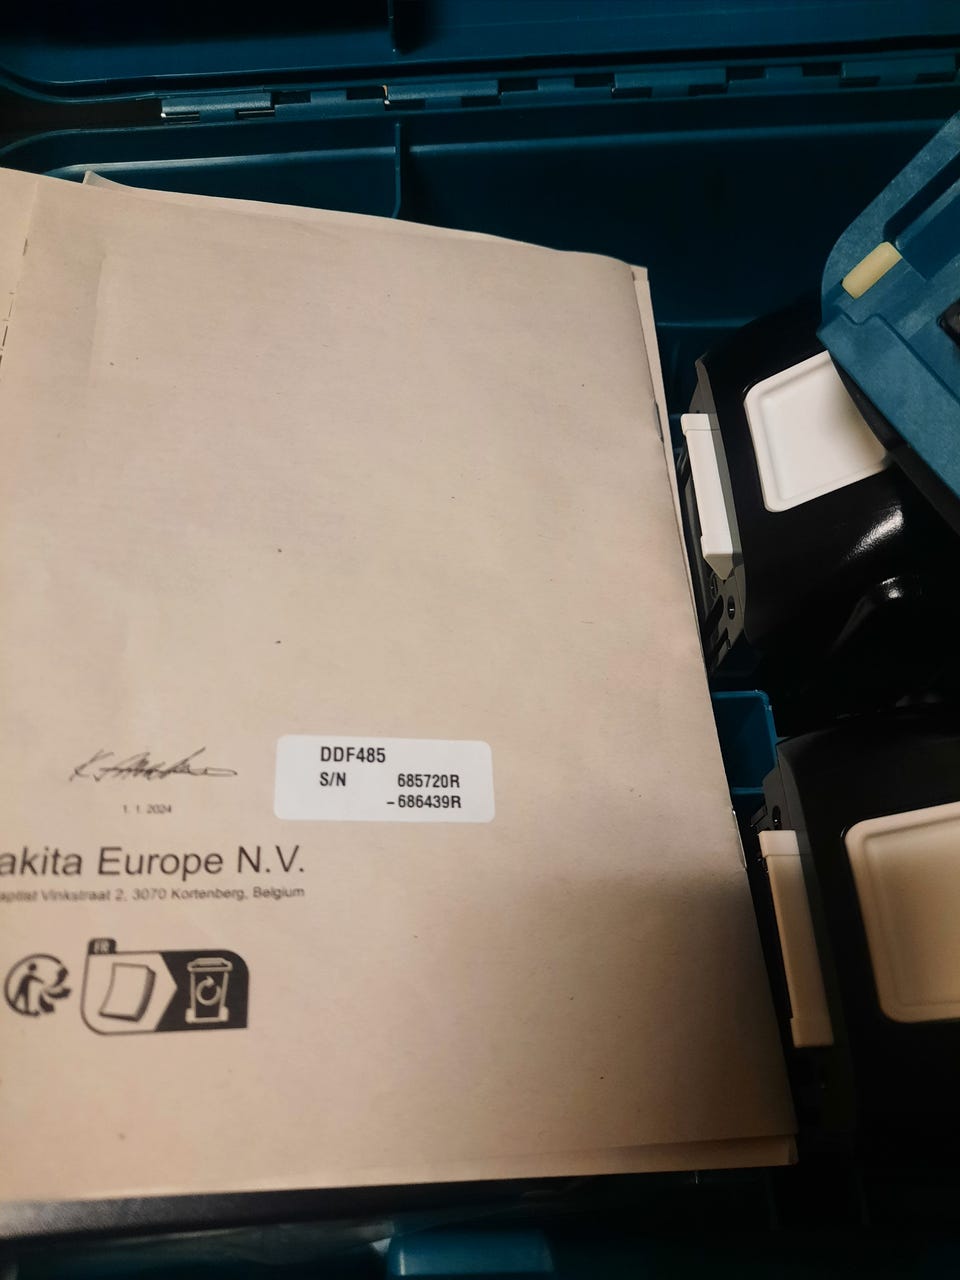 DDF485
S/N 685720R
-686439R
1. 1. 2024
akita Europe N.V.
aptist Vinkstraat 2, 3070 Kortenberg, Belgium
FR